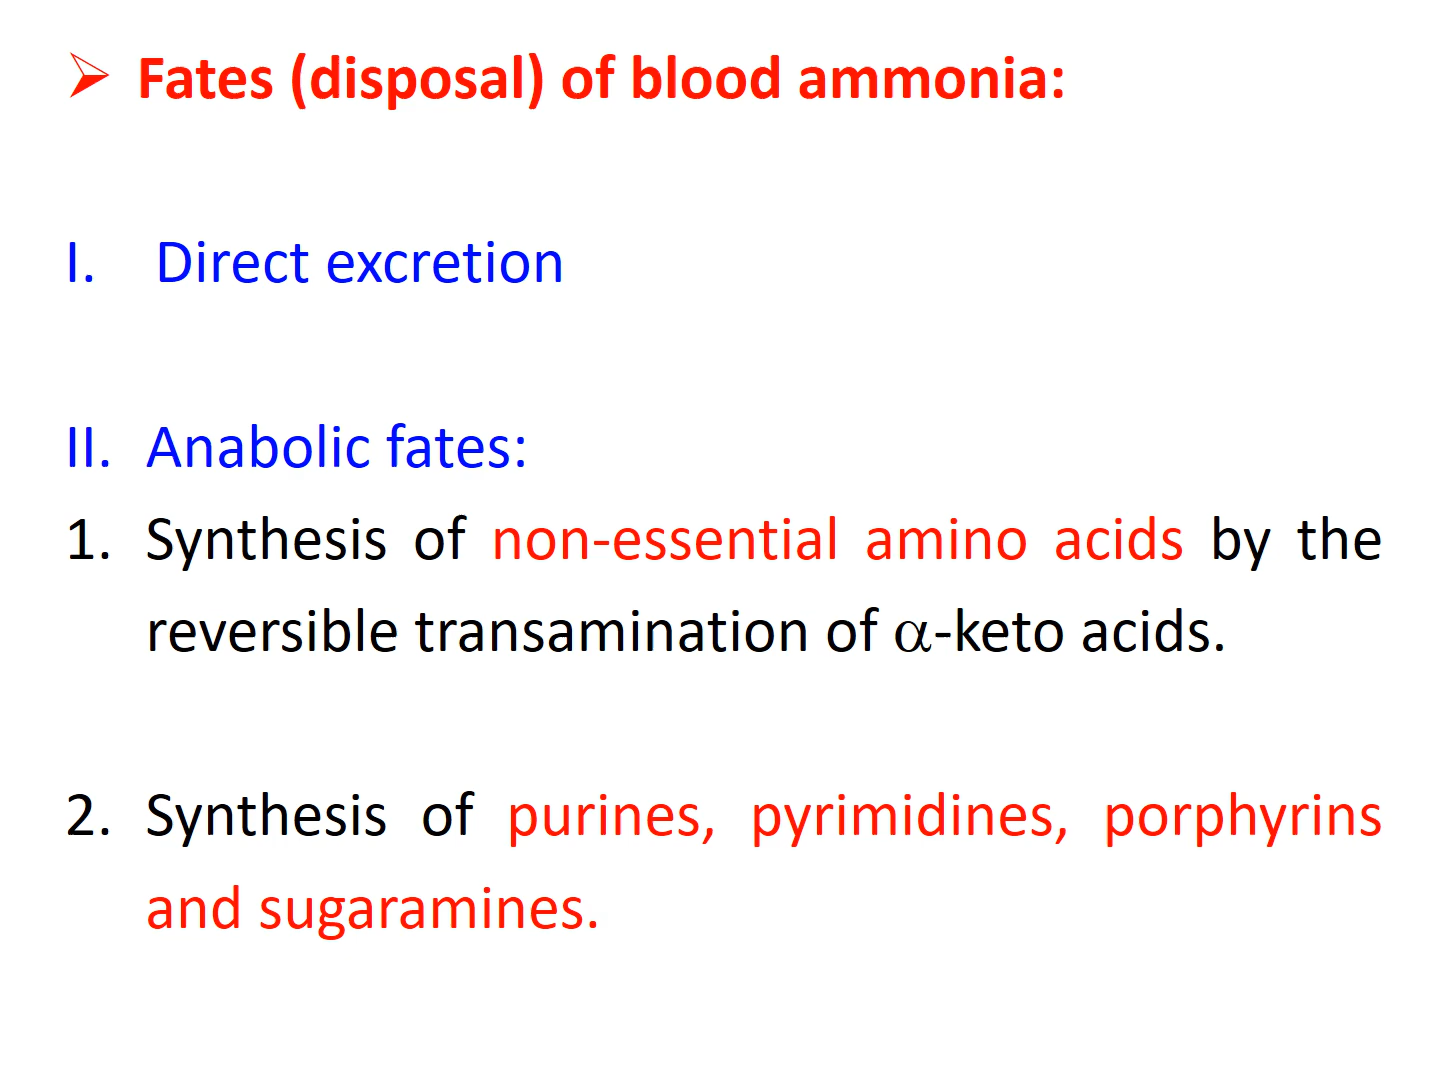 ➢ Fates (disposal) of blood ammonia:
I. Direct excretion
II. Anabolic fates:
1. Synthesis of non-essential amino acids by the
reversible transamination of α-keto acids.
2. Synthesis of purines, pyrimidines, porphyrins
and sugaramines.